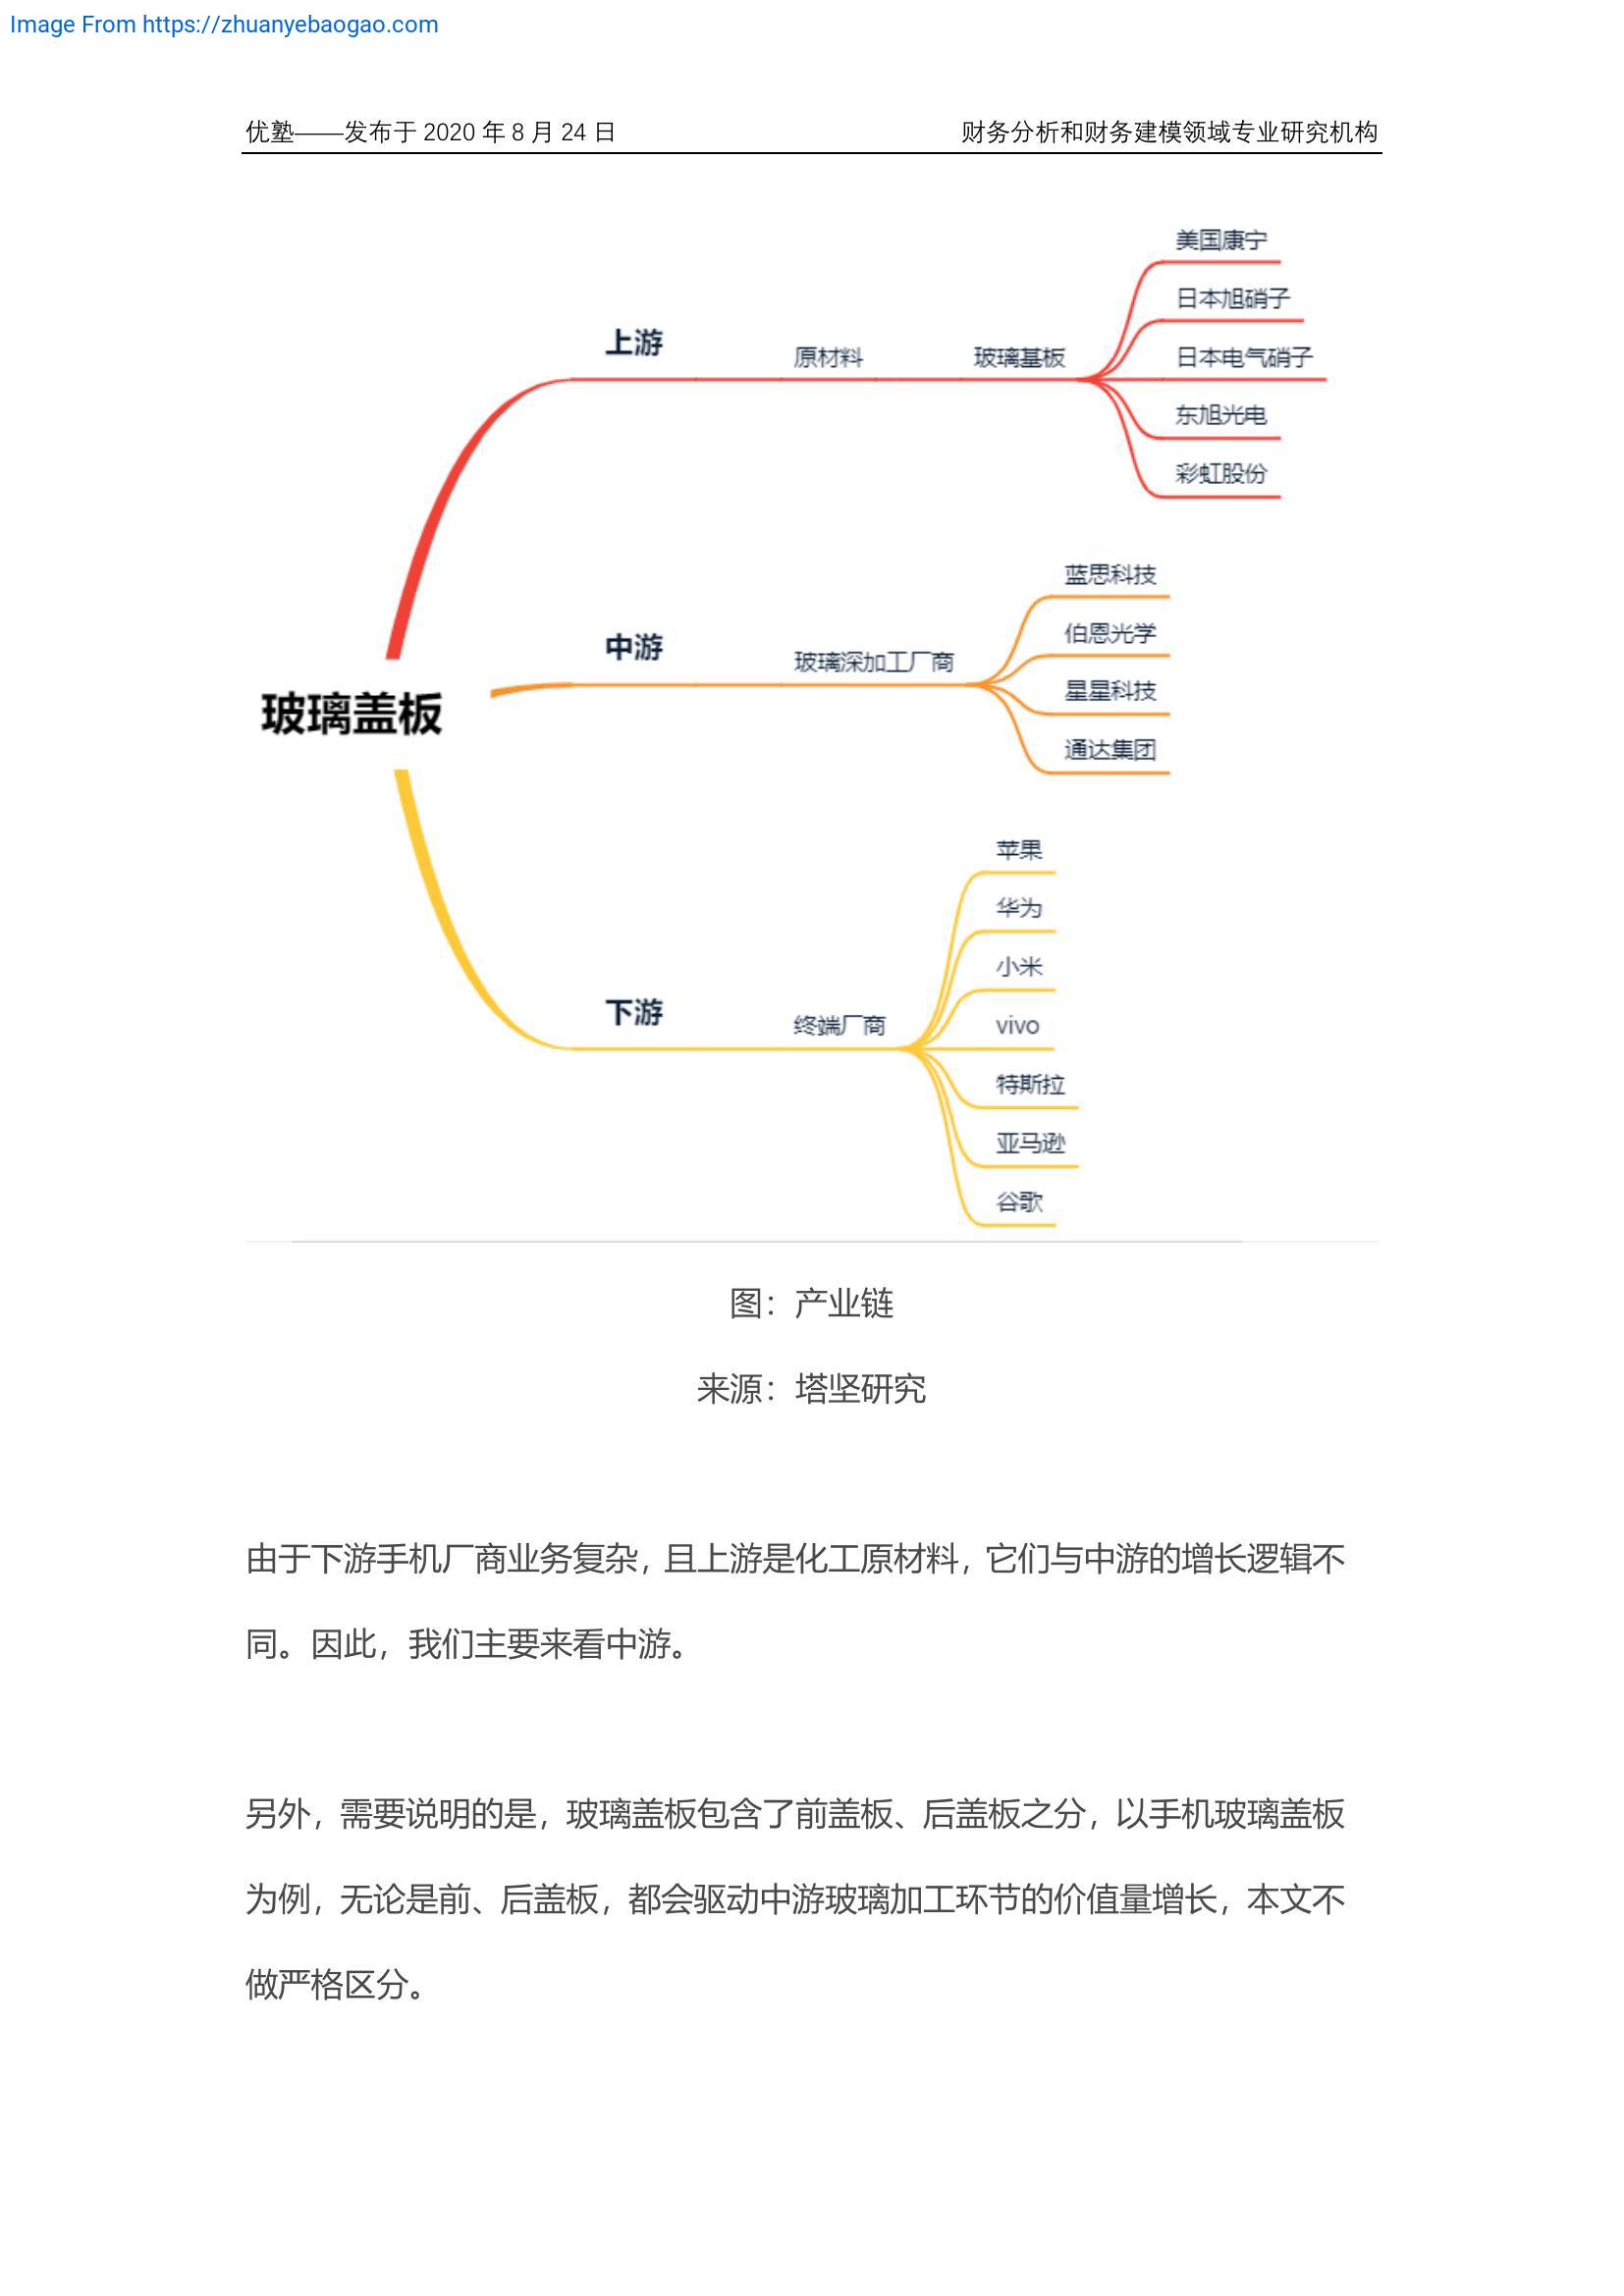 Image From https://zhuanyebaogao.com
优塾——发布于 2020 年 8 月 24 日
财务分析和财务建模领域专业研究机构
玻璃盖板
上游
原材料
玻璃基板
美国康宁
日本旭硝子
日本电气硝子
东旭光电
彩虹股份
中游
玻璃深加工厂商
蓝思科技
伯恩光学
星星科技
通达集团
下游
终端厂商
苹果
华为
小米
vivo
特斯拉
亚马逊
谷歌
图：产业链
来源：塔坚研究
由于下游手机厂商业务复杂，且上游是化工原材料，它们与中游的增长逻辑不
同。因此，我们主要来看中游。
另外，需要说明的是，玻璃盖板包含了前盖板、后盖板之分，以手机玻璃盖板
为例，无论是前、后盖板，都会驱动中游玻璃加工环节的价值量增长，本文不
做严格区分。